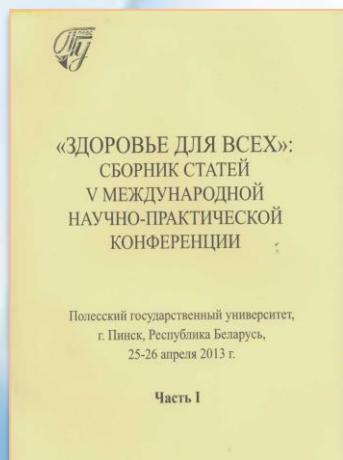 «ЗДОРОВЬЕ ДЛЯ ВСЕХ»:
СБОРНИК СТАТЕЙ
V МЕЖДУНАРОДНОЙ
НАУЧНО-ПРАКТИЧЕСКОЙ
КОНФЕРЕНЦИИ
Полесский государственный университет,
г. Пинск, Республика Беларусь,
25-26 апреля 2013 г.
Часть I